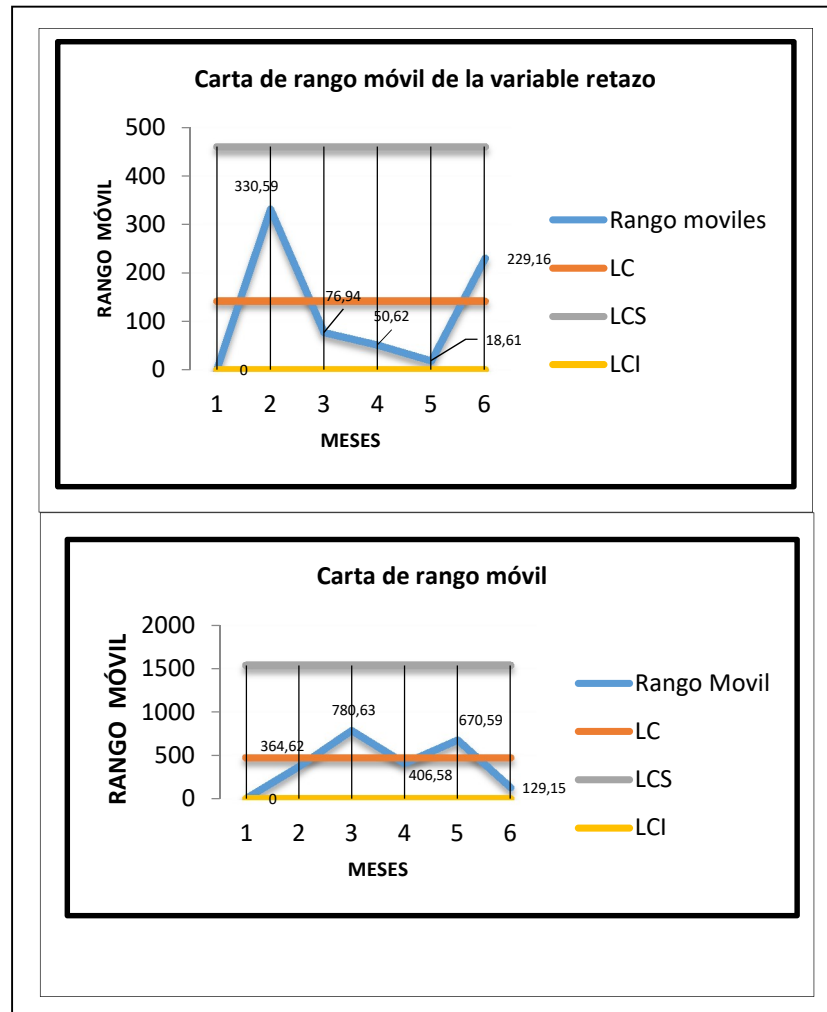 Carta de rango móvil de la variable retazo
500
400
300
200
100
0
RANGO MÓVIL
330,59
76,94
50,62
18,61
229,16
0
1 2 3 4 5 6
MESES
Rango moviles
LC
LCS
LCI
Carta de rango móvil
2000
1500
1000
500
0
RANGO MÓVIL
364,62
780,63
406,58
670,59
129,15
0
1 2 3 4 5 6
MESES
Rango Movil
LC
LCS
LCI